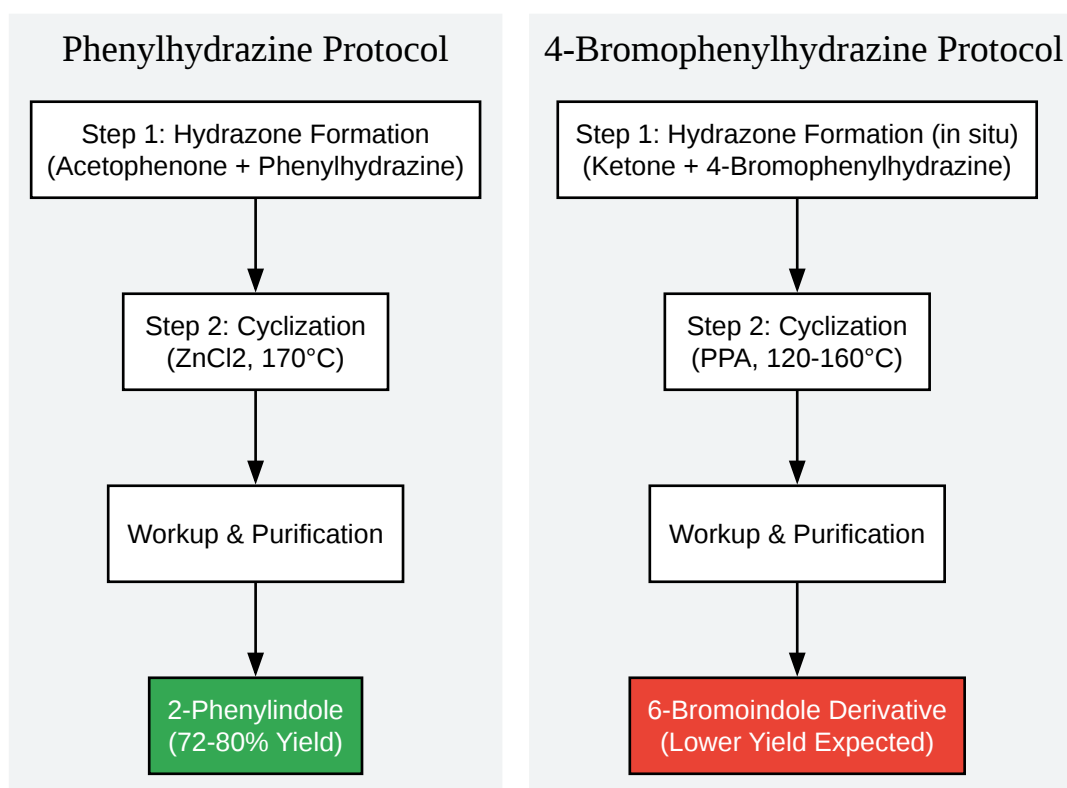 Phenylhydrazine Protocol
Step 1: Hydrazone Formation
(Acetophenone + Phenylhydrazine)
Step 2: Cyclization
(ZnCl2, 170°C)
Workup & Purification
2-Phenylindole
(72-80% Yield)
4-Bromophenylhydrazine Protocol
Step 1: Hydrazone Formation (in situ)
(Ketone + 4-Bromophenylhydrazine)
Step 2: Cyclization
(PPA, 120-160°C)
Workup & Purification
6-Bromoindole Derivative
(Lower Yield Expected)